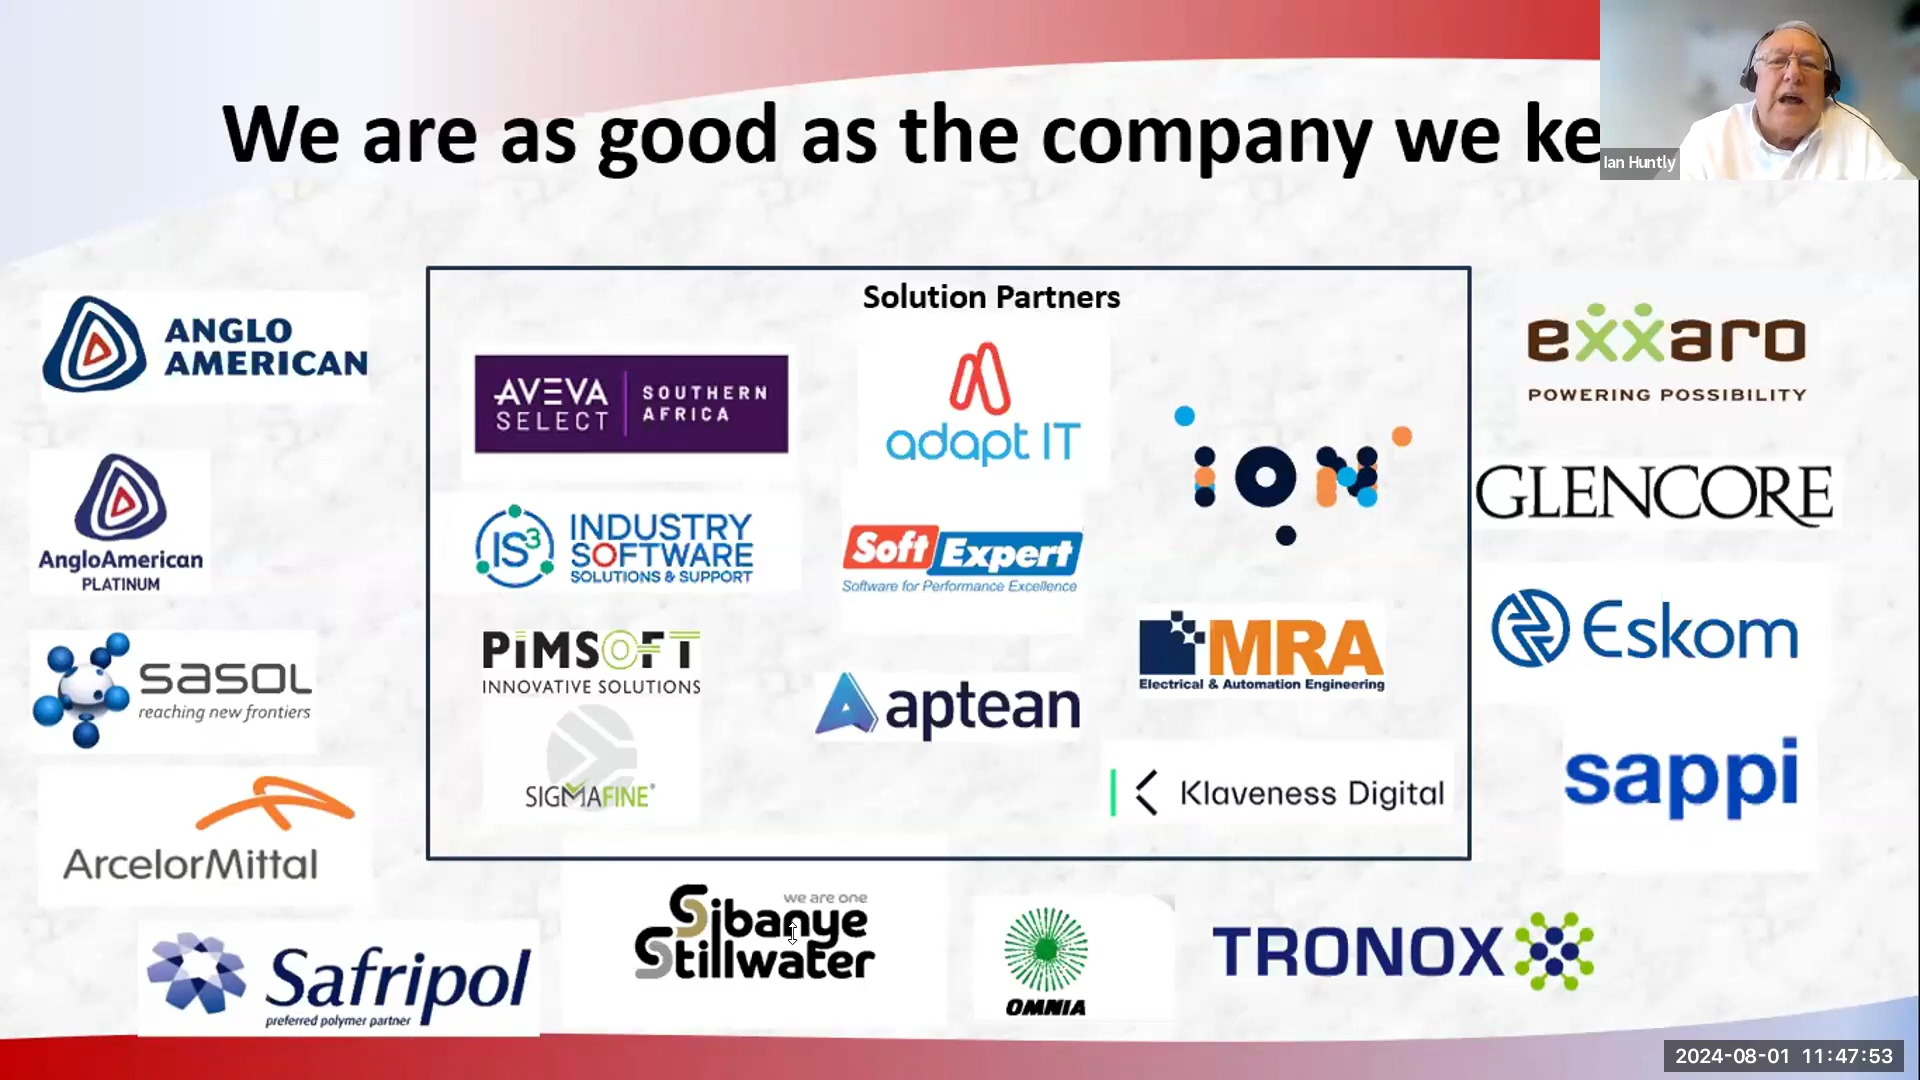 We are as good as the company we ke
Ian Huntly
Solution Partners
ANGLO
AMERICAN
AngloAmerican
PLATINUM
sasol
reaching new frontiers
ArcelorMittal
Safripol
preferred polymer partner
AVEVA
SELECT
SOUTHERN
AFRICA
IS3
INDUSTRY
SOFTWARE
SOLUTIONS & SUPPORT
PiMSOFT
INNOVATIVE SOLUTIONS
SIGMAFINE®
adapt IT
Soft Expert
Software for Performance Excellence
aptean
iON
MRA
Electrical & Automation Engineering
Klaveness Digital
exxaro
POWERING POSSIBILITY
GLENCORE
Eskom
sappi
we are one
Sibanye
Stillwater
OMNIA
TRONOX
2024-08-01 11:47:53